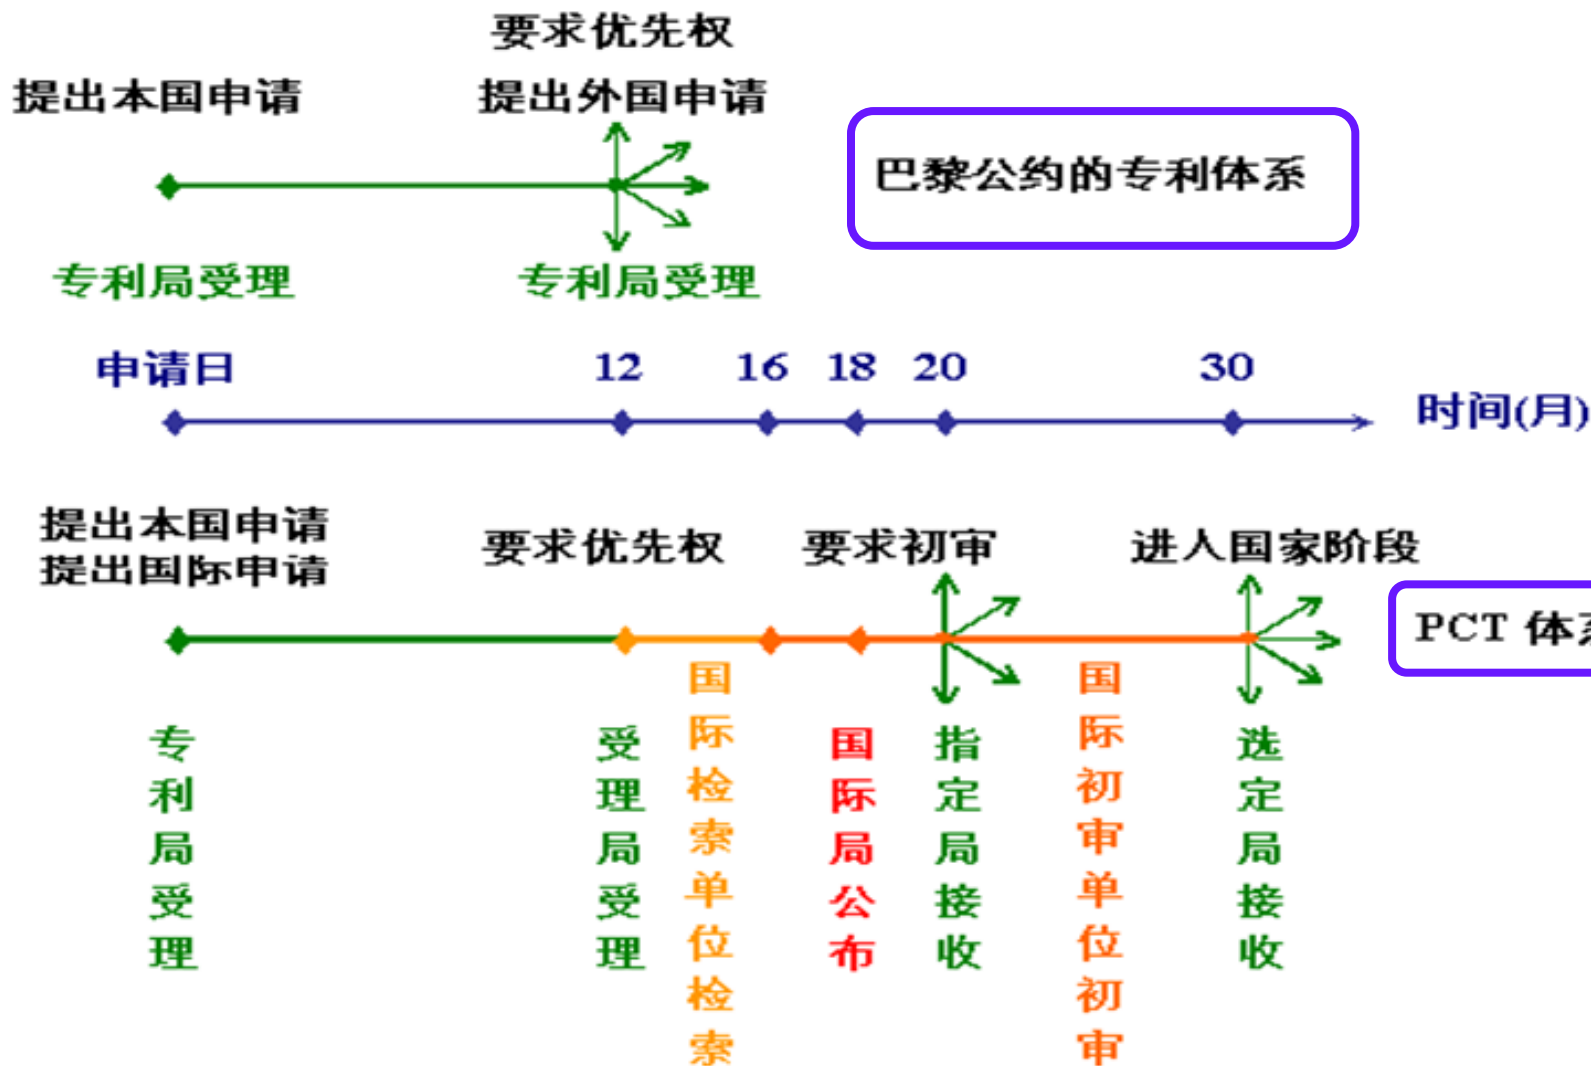 要求优先权
提出本国申请
提出外国申请
巴黎公约的专利体系
专利局受理
专利局受理
申请日
12
16
18
20
30
时间(月)
提出本国申请
提出国际申请
要求优先权
要求初审
进入国家阶段
PCT 体
专利局受理
受理局受理
国际检索单位检索
国际局公布
指定局接收
国际初审单位初审
选定局接收